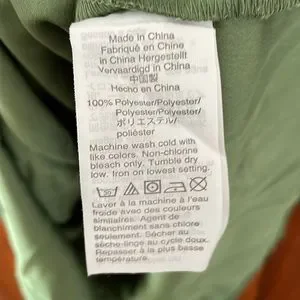 Made in China
Fabriqué en China
in China Hergestellt
Vervaardigd in China
中国製
Hecho en China
100% Polyester/Polyester/
Polyester/Polyester/
ポリエステル/
poliéster
Machine wash cold with
like colors. Non-chlorine
bleach only. Tumble dry
low. Iron on lowest setting.
Laver à la machine à l'eau
froide avec des couleurs
similaires. Agent de
blanchiment sans chlore
seulement. Sécher au
sèche-linge au cycle doux.
Repasser à la plus basse
température.